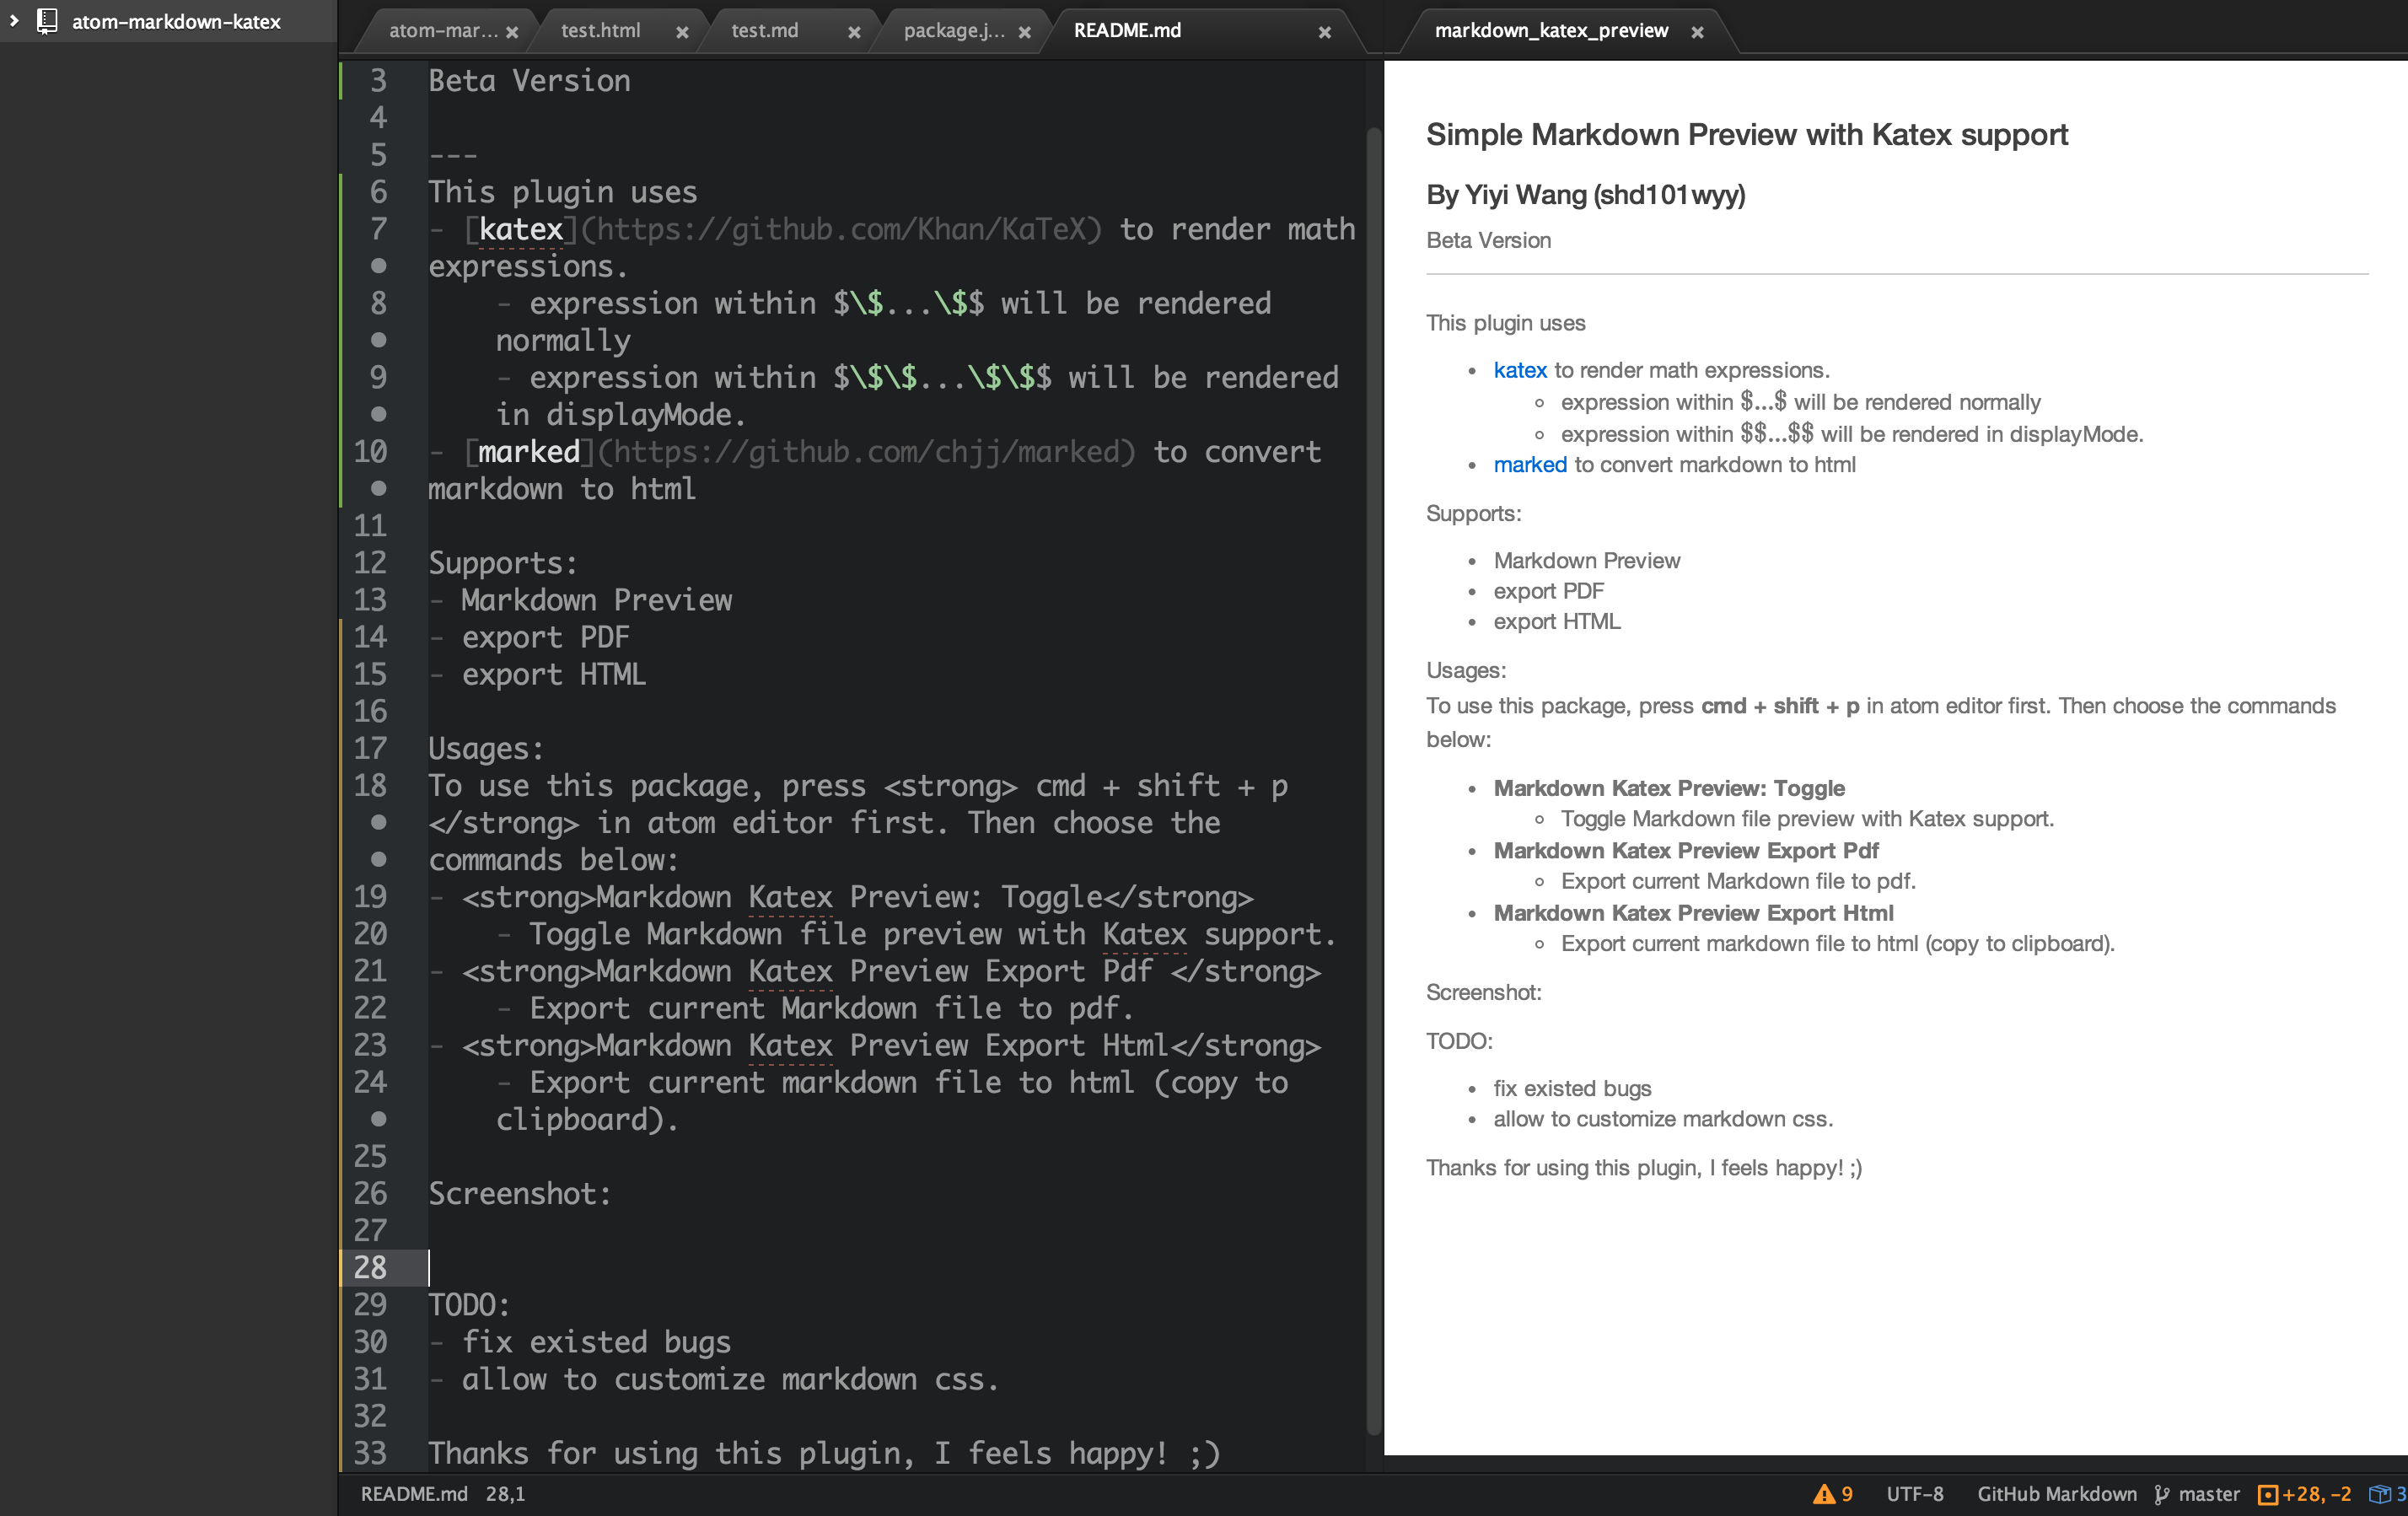 atom-markdown-katex
atom-mar...
test.html
test.md
package.j...
README.md
markdown_katex_preview
3 Beta Version
4
5 ---
6 This plugin uses
7 - [katex](https://github.com/Khan/KaTeX) to render math
expressions.
8 - expression within $\$...\$$ will be rendered
normally
9 - expression within $\$\$...\$\$$ will be rendered
in displayMode.
10 - [marked](https://github.com/chjj/marked) to convert
markdown to html
11
12 Supports:
13 - Markdown Preview
14 - export PDF
15 - export HTML
16
17 Usages:
18 To use this package, press <strong> cmd + shift + p
</strong> in atom editor first. Then choose the
commands below:
19 - <strong>Markdown Katex Preview: Toggle</strong>
20 - Toggle Markdown file preview with Katex support.
21 - <strong>Markdown Katex Preview Export Pdf </strong>
22 - Export current Markdown file to pdf.
23 - <strong>Markdown Katex Preview Export Html</strong>
24 - Export current markdown file to html (copy to
clipboard).
25
26 Screenshot:
27
28
29 TODO:
30 - fix existed bugs
31 - allow to customize markdown css.
32
33 Thanks for using this plugin, I feels happy! ;)
Simple Markdown Preview with Katex support
By Yiyi Wang (shd101wyy)
Beta Version
This plugin uses
• katex to render math expressions.
◦ expression within $...$ will be rendered normally
◦ expression within $$...$$ will be rendered in displayMode.
• marked to convert markdown to html
Supports:
• Markdown Preview
• export PDF
• export HTML
Usages:
To use this package, press cmd + shift + p in atom editor first. Then choose the commands
below:
• Markdown Katex Preview: Toggle
◦ Toggle Markdown file preview with Katex support.
• Markdown Katex Preview Export Pdf
◦ Export current Markdown file to pdf.
• Markdown Katex Preview Export Html
◦ Export current markdown file to html (copy to clipboard).
Screenshot:
TODO:
• fix existed bugs
• allow to customize markdown css.
Thanks for using this plugin, I feels happy! ;)
README.md 28,1
9 UTF-8 GitHub Markdown master +28, -2 3